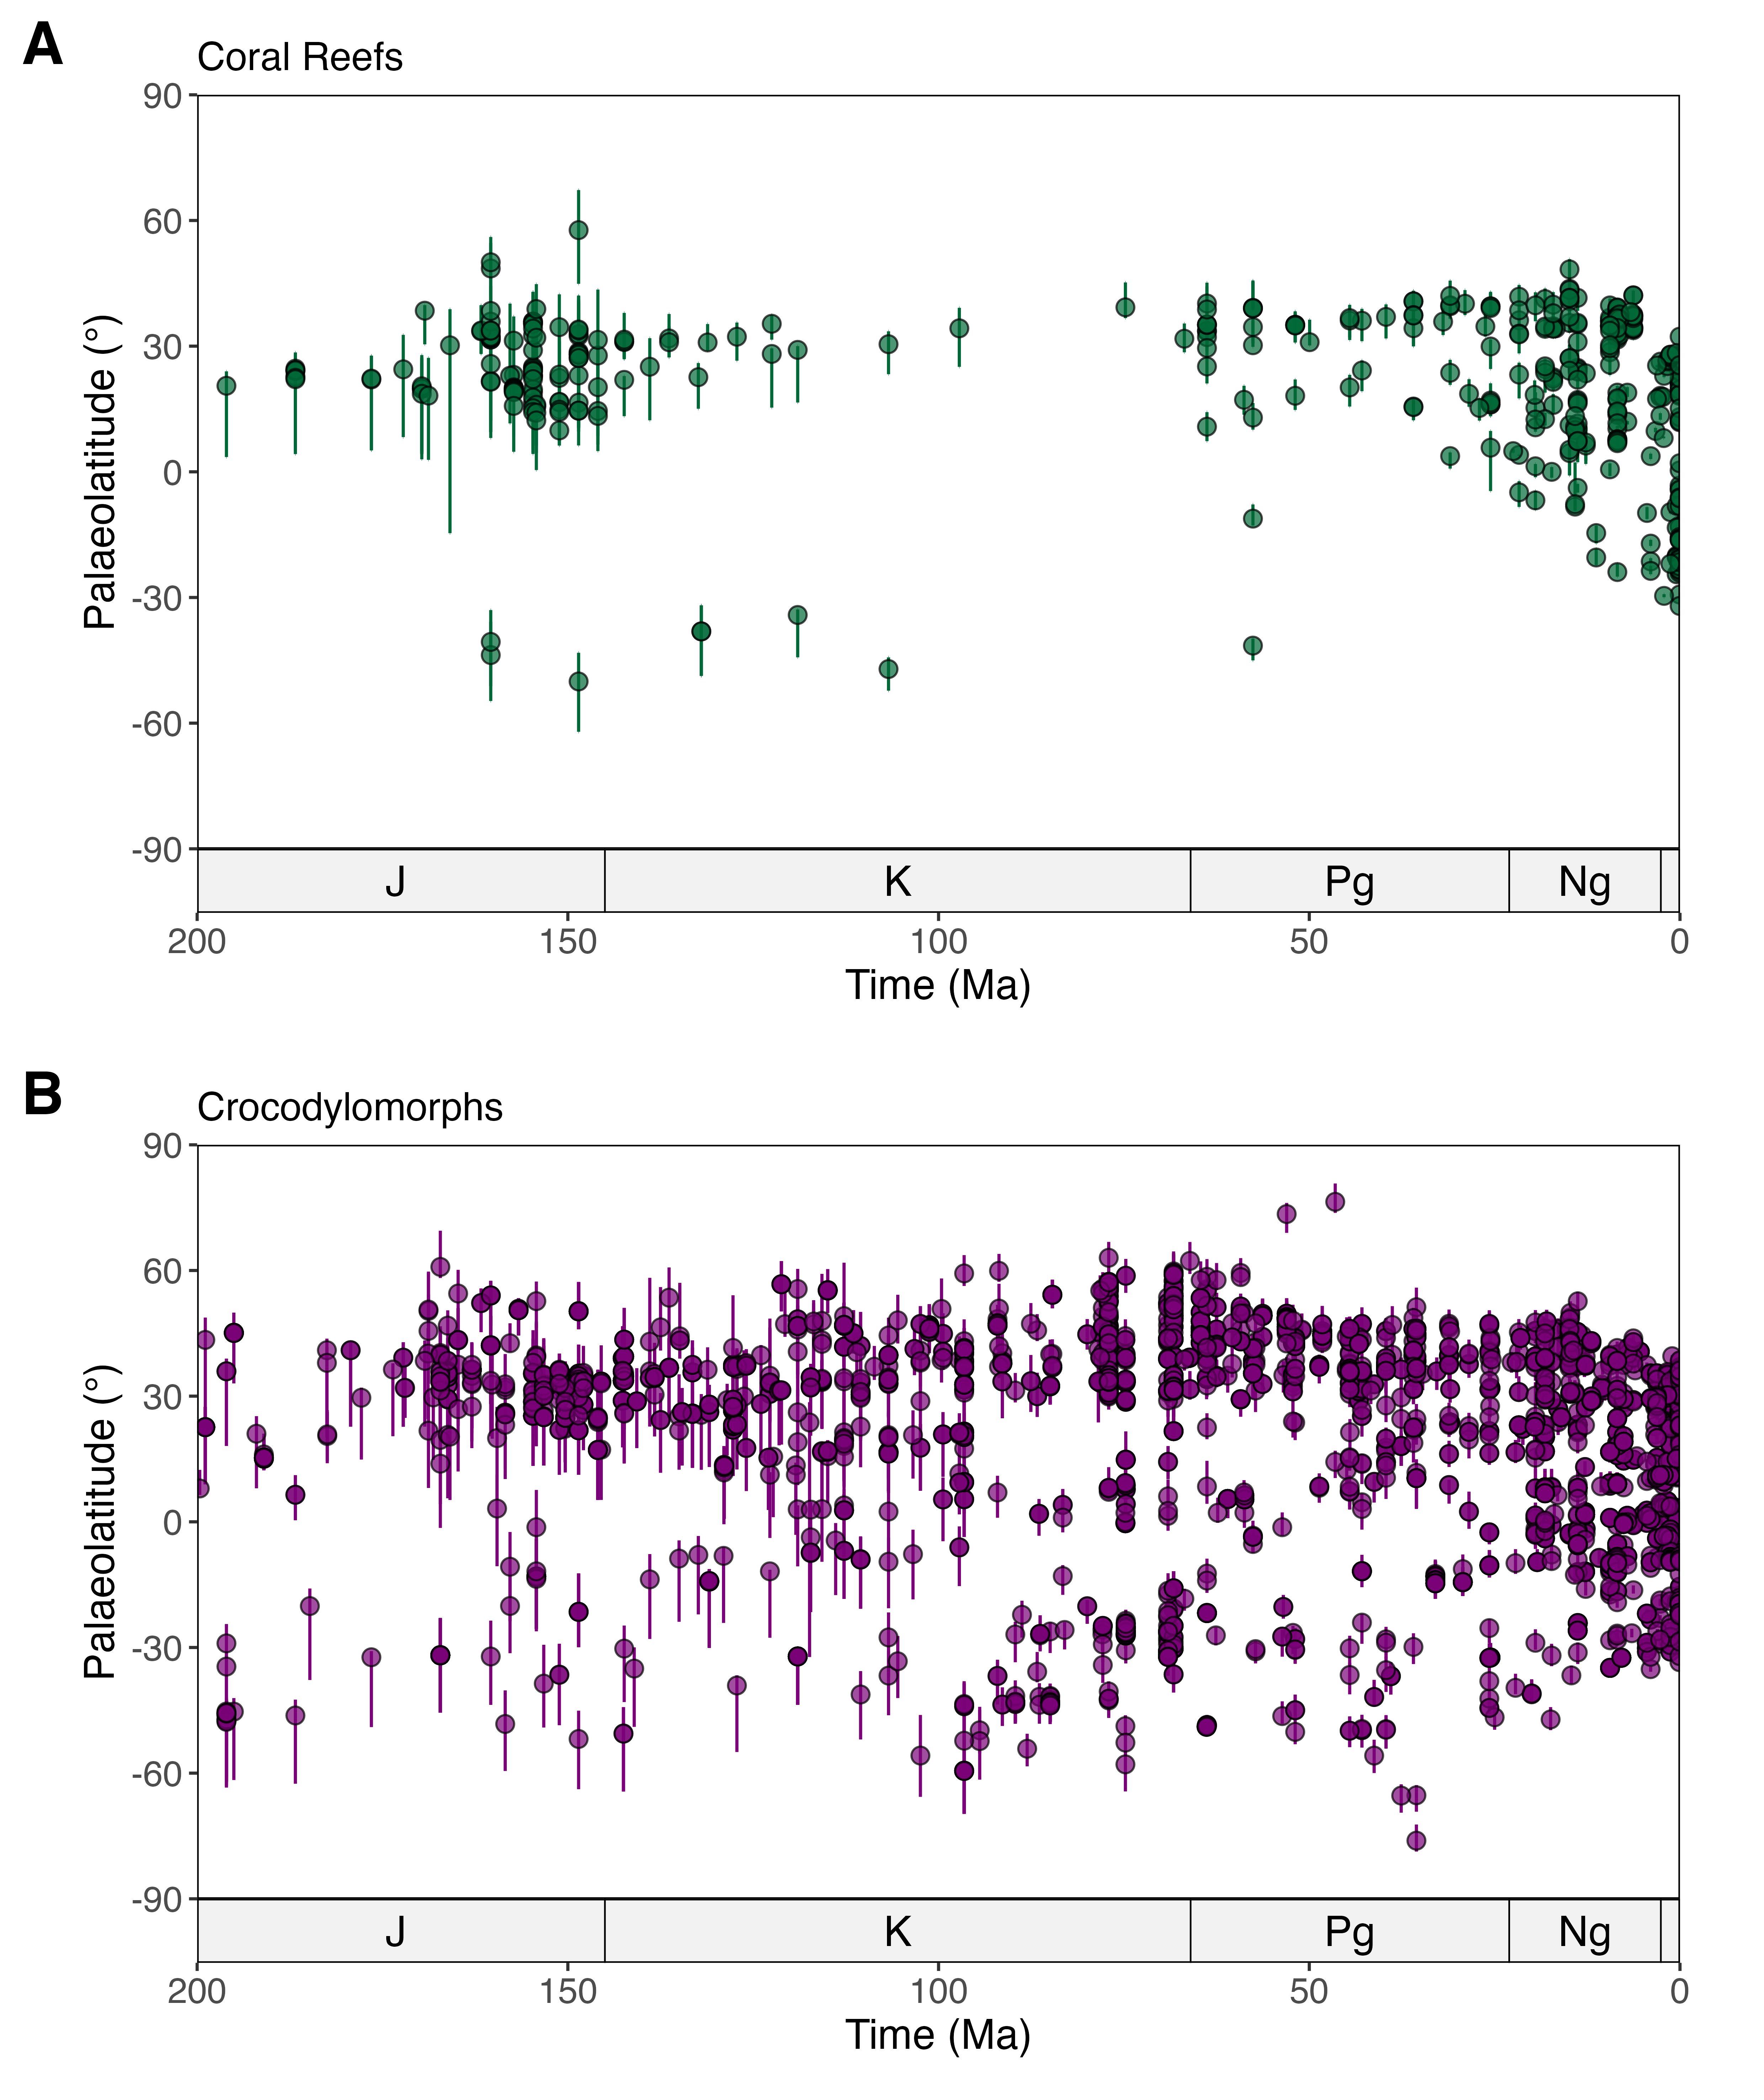 A
Coral Reefs
90
60
30
0
-30
-60
-90
Palaeolatitude (°)
J K Pg Ng
200 150 100 50 0
Time (Ma)
B
Crocodylomorphs
90
60
30
0
-30
-60
-90
Palaeolatitude (°)
J K Pg Ng
200 150 100 50 0
Time (Ma)